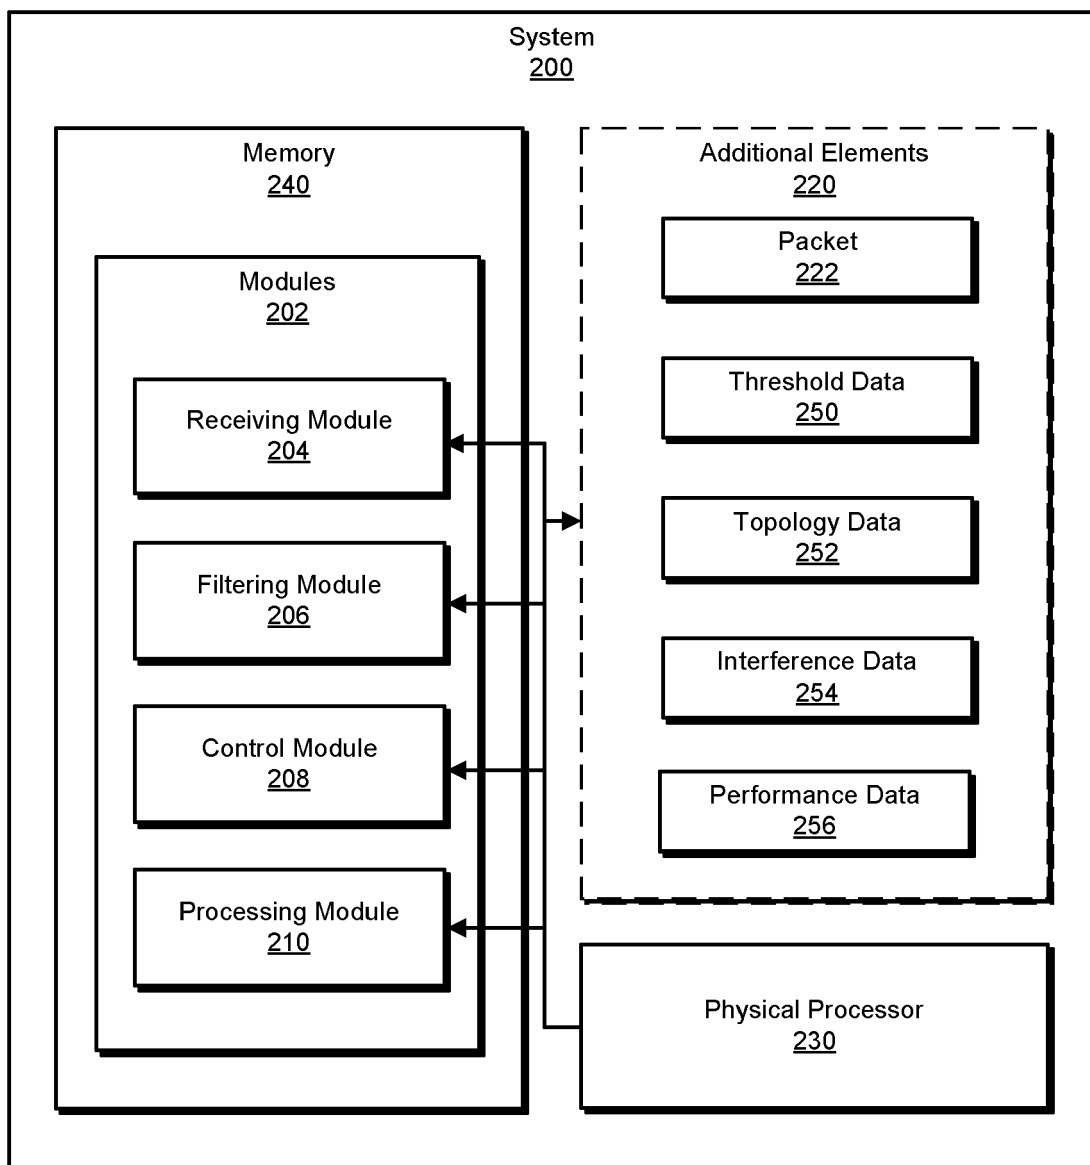 System
200
Memory
240
Modules
202
Receiving Module
204
Filtering Module
206
Control Module
208
Processing Module
210
Additional Elements
220
Packet
222
Threshold Data
250
Topology Data
252
Interference Data
254
Performance Data
256
Physical Processor
230